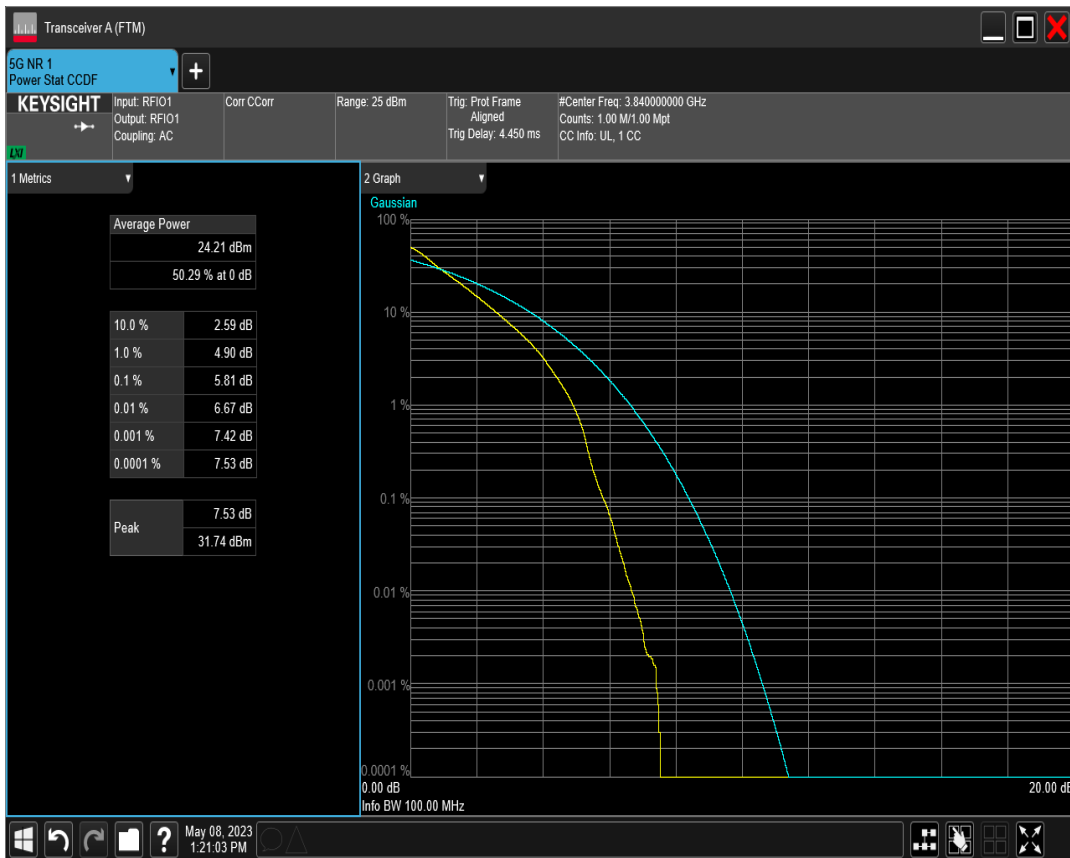 Transceiver A (FTM)
5G NR 1
Power Stat CCDF
+
KEYSIGHT
LXI
Input: RFIO1
Output: RFIO1
Coupling: AC
Corr CCorr
Range: 25 dBm
Trig: Prot Frame
Aligned
Trig Delay: 4.450 ms
#Center Freq: 3.840000000 GHz
Counts: 1.00 M/1.00 Mpt
CC Info: UL, 1 CC
1 Metrics
Average Power
24.21 dBm
50.29 % at 0 dB
10.0 % 2.59 dB
1.0 % 4.90 dB
0.1 % 5.81 dB
0.01 % 6.67 dB
0.001 % 7.42 dB
0.0001 % 7.53 dB
Peak
7.53 dB
31.74 dBm
2 Graph
Gaussian
100 %
10 %
1 %
0.1 %
0.01 %
0.001 %
0.0001 %
0.00 dB 20.00 dB
Info BW 100.00 MHz
?
May 08, 2023
1:21:03 PM